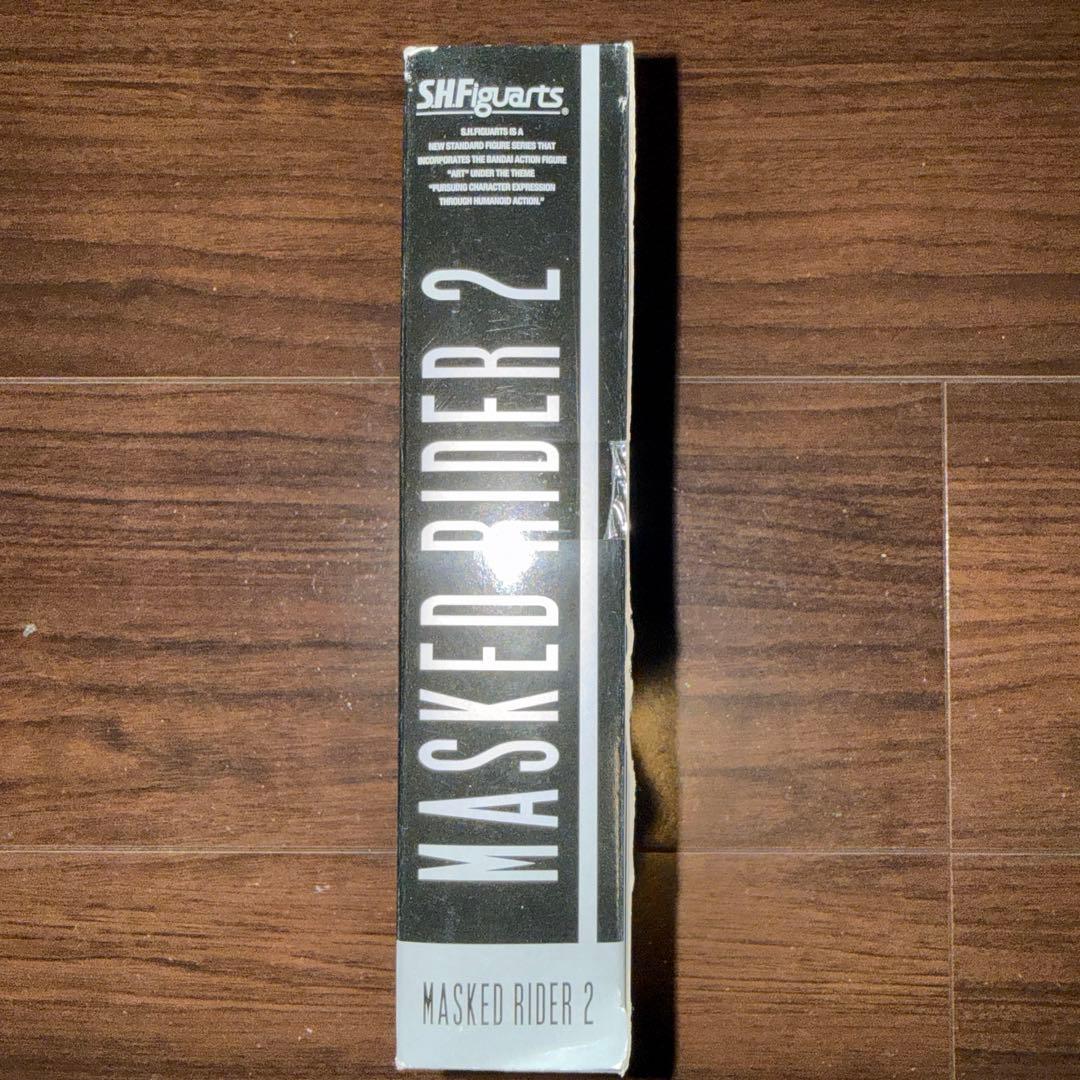 S.H.Figuarts®
S.H.FIGUARTS IS A
NEW STANDARD FIGURE SERIES THAT
INCORPORATES THE BANDAI ACTION FIGURE
"ART" UNDER THE THEME
"PURSUING CHARACTER EXPRESSION
THROUGH HUMANOID ACTION."
MASKED RIDER 2
MASKED RIDER 2